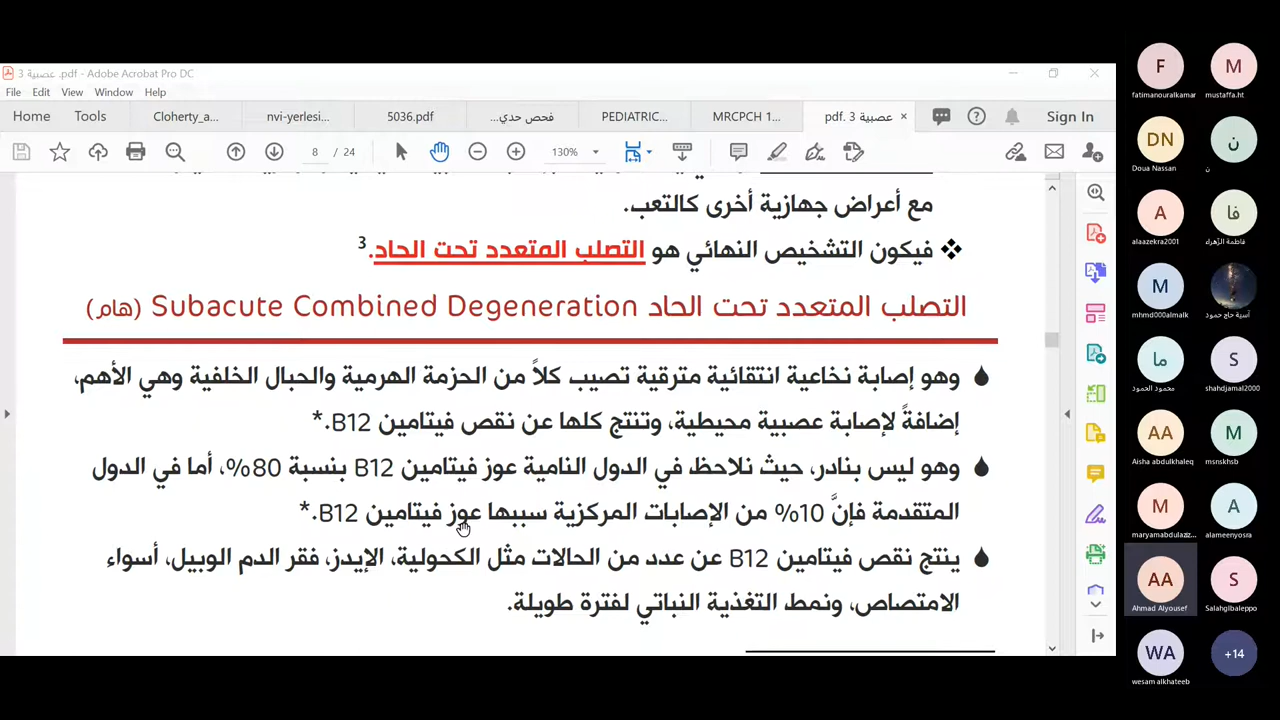 عصبية 3 .pdf - Adobe Acrobat Pro DC
File Edit View Window Help
Home Tools Cloherty_a... nvi-yerlesi... 5036.pdf فحص حدي... PEDIATRIC... MRCPCH 1... عصبية 3 .pdf × Sign In
8 / 24 130%
مع أعراض جهازية أخرى كالتعب.
❖ فيكون التشخيص النهائي هو التصلب المتعدد تحت الحاد.3
التصلب المتعدد تحت الحاد Subacute Combined Degeneration (هام)
وهو إصابة نخاعية انتقائية مترقية تصيب كلاً من الحزمة الهرمية والحبال الخلفية وهي الأهم،
إضافةً لإصابة عصبية محيطية، وتنتج كلها عن نقص فيتامين B12.*
وهو ليس بنادر، حيث نلاحظ في الدول النامية عوز فيتامين B12 بنسبة 80%، أما في الدول
المتقدمة فإنَّ 10% من الإصابات المركزية سببها عوز فيتامين B12.*
ينتج نقص فيتامين B12 عن عدد من الحالات مثل الكحولية، الإيدز، فقر الدم الوبيل، أسواء
الامتصاص، ونمط التغذية النباتي لفترة طويلة.
F M
fatimanouralkamar mustaffa.ht
DN ن
Doua Nassan ن
A فا
alaazekra2001 فاطمة الزهراء
M
mhmd000almalk آسية حاج حمود
ما S
محمود الحمود shahdjamal2000
AA M
Aisha abdulkhaleq msnskhsb
M A
maryamabdulaz... alameenyosra
AA S
Ahmad Alyousef Salahglbaleppo
WA +14
wesam alkhateeb